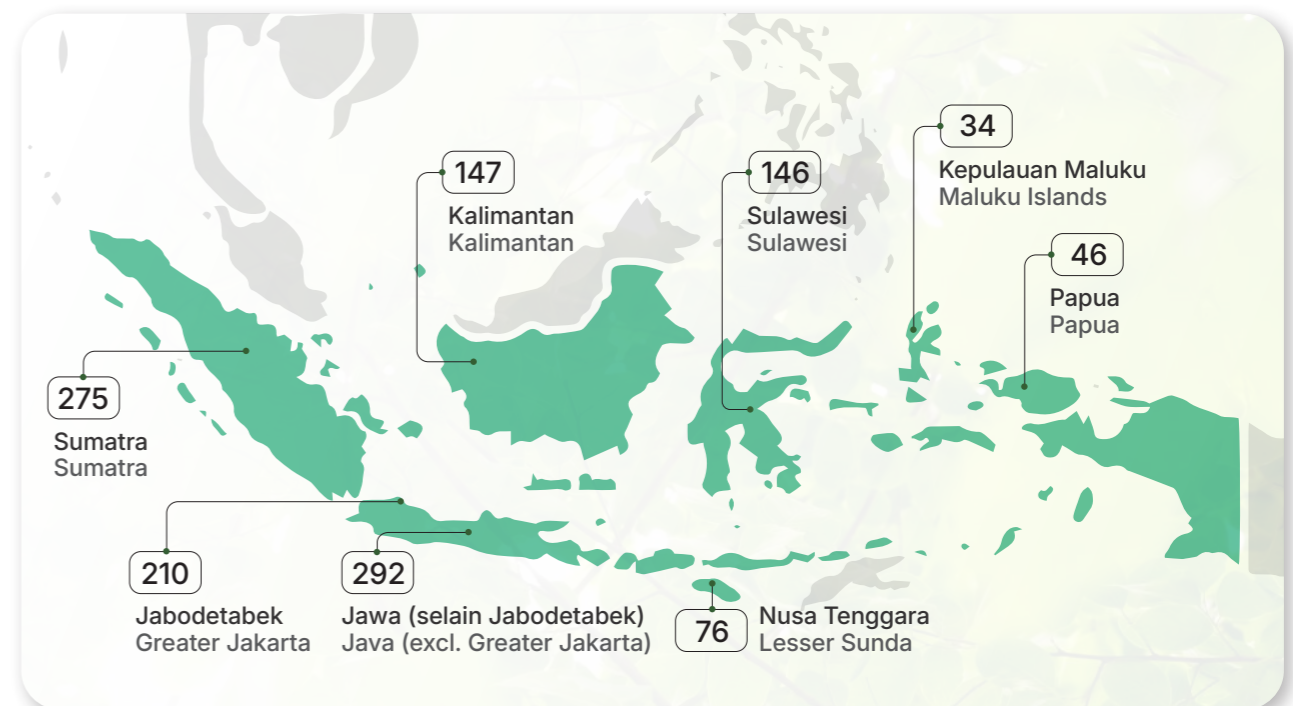 34
Kepulauan Maluku
Maluku Islands
147
Kalimantan
Kalimantan
146
Sulawesi
Sulawesi
46
Papua
Papua
275
Sumatra
Sumatra
210
Jabodetabek
Greater Jakarta
292
Jawa (selain Jabodetabek)
Java (excl. Greater Jakarta)
76
Nusa Tenggara
Lesser Sunda